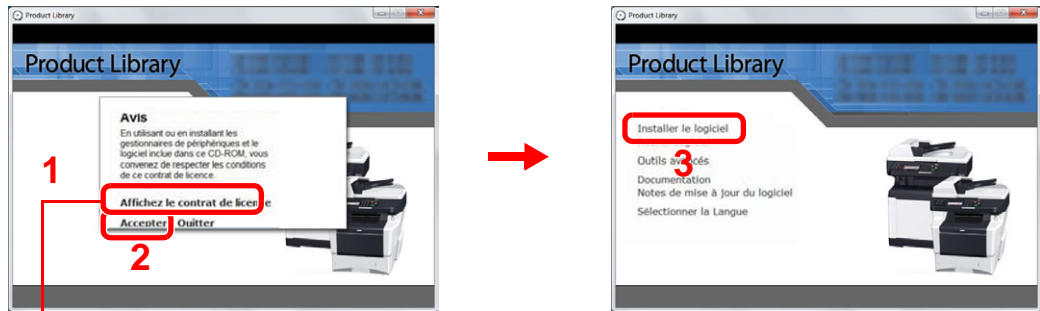 Product Library
Product Library
Avis
En utilisant ou en installant les
gestionnaires de périphériques et le
logiciel inclue dans ce CD-ROM, vous
convenez de respecter les conditions
de ce contrat de licence.
Affichez le contrat de licence
Accepter Quitter
1
2
Product Library
Product Library
Installer le logiciel
Outils avancés
3
Documentation
Notes de mise à jour du logiciel
Sélectionner la Langue